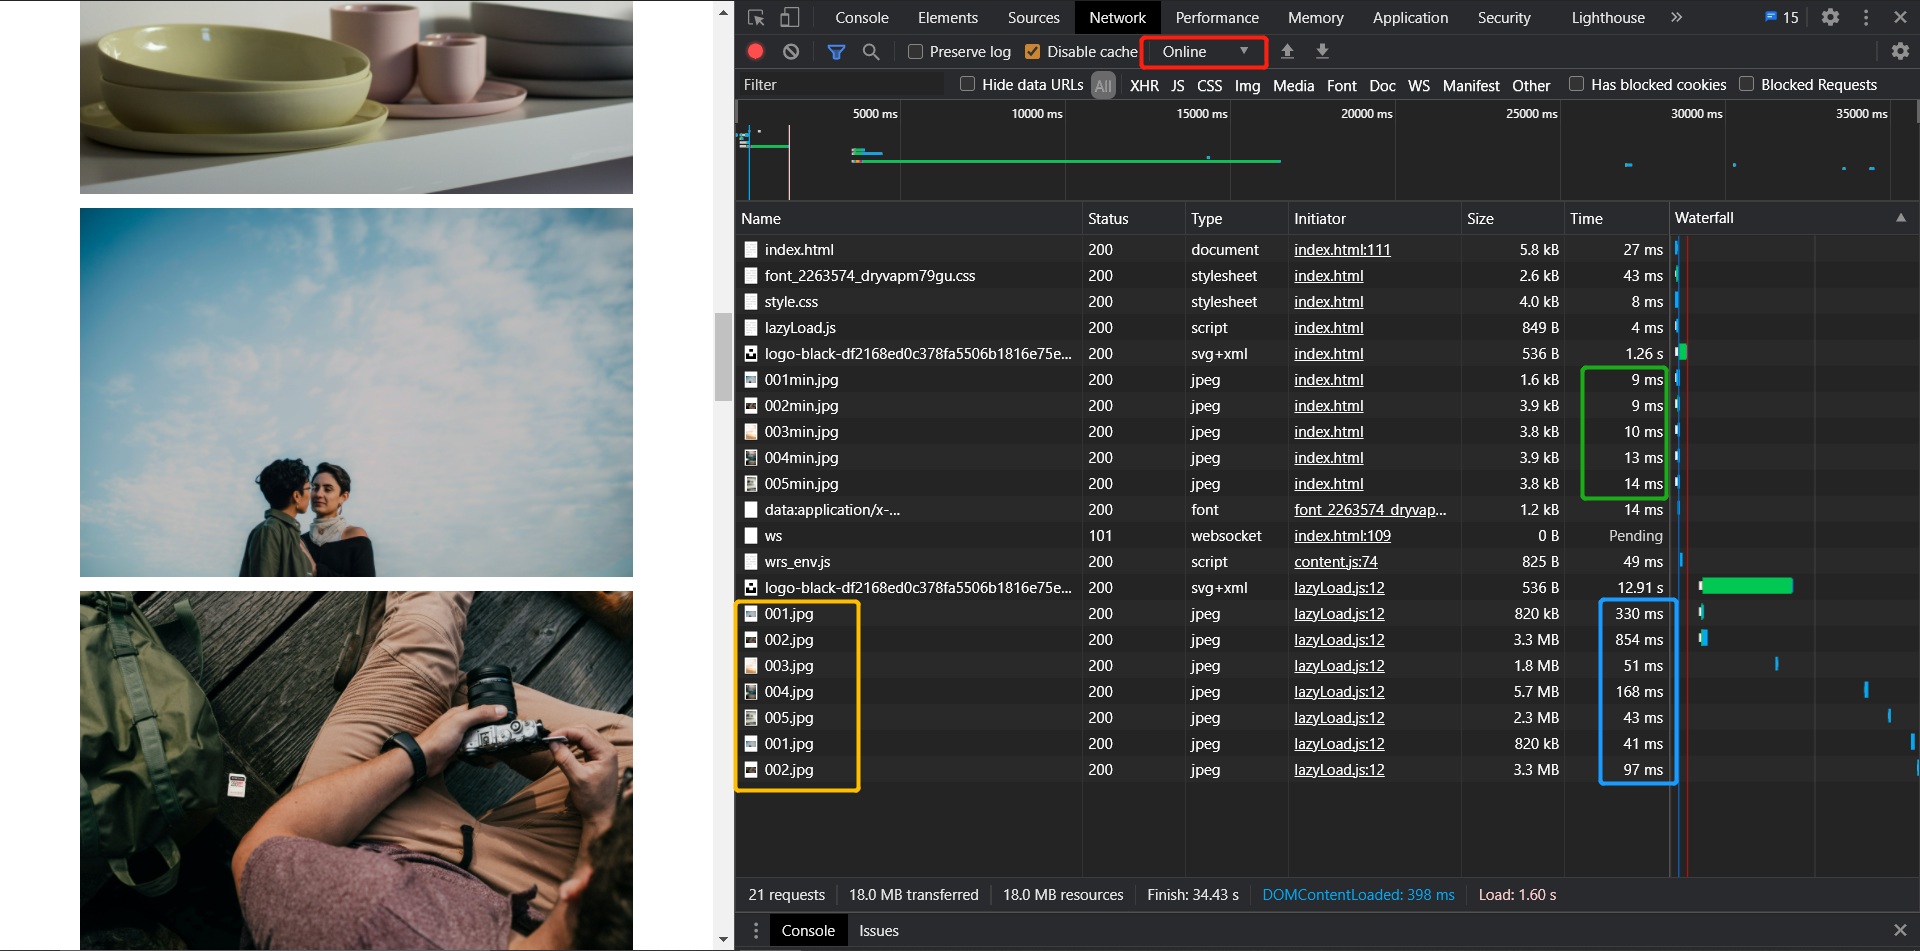 Console Elements Sources Network Performance Memory Application Security Lighthouse » 15
Preserve log Disable cache Online
Filter Hide data URLs All XHR JS CSS Img Media Font Doc WS Manifest Other Has blocked cookies Blocked Requests
5000 ms 10000 ms 15000 ms 20000 ms 25000 ms 30000 ms 35000 ms
Name Status Type Initiator Size Time Waterfall
index.html 200 document index.html:111 5.8 kB 27 ms
font_2263574_dryvapm79gu.css 200 stylesheet index.html 2.6 kB 43 ms
style.css 200 stylesheet index.html 4.0 kB 8 ms
lazyLoad.js 200 script index.html 849 B 4 ms
logo-black-df2168ed0c378fa5506b1816e75e... 200 svg+xml index.html 536 B 1.26 s
001min.jpg 200 jpeg index.html 1.6 kB 9 ms
002min.jpg 200 jpeg index.html 3.9 kB 9 ms
003min.jpg 200 jpeg index.html 3.8 kB 10 ms
004min.jpg 200 jpeg index.html 3.9 kB 13 ms
005min.jpg 200 jpeg index.html 3.8 kB 14 ms
data:application/x-... 200 font font_2263574_dryvap... 1.2 kB 14 ms
ws 101 websocket index.html:109 0 B Pending
wrs_env.js 200 script content.js:74 825 B 49 ms
logo-black-df2168ed0c378fa5506b1816e75e... 200 svg+xml lazyLoad.js:12 536 B 12.91 s
001.jpg 200 jpeg lazyLoad.js:12 820 kB 330 ms
002.jpg 200 jpeg lazyLoad.js:12 3.3 MB 854 ms
003.jpg 200 jpeg lazyLoad.js:12 1.8 MB 51 ms
004.jpg 200 jpeg lazyLoad.js:12 5.7 MB 168 ms
005.jpg 200 jpeg lazyLoad.js:12 2.3 MB 43 ms
001.jpg 200 jpeg lazyLoad.js:12 820 kB 41 ms
002.jpg 200 jpeg lazyLoad.js:12 3.3 MB 97 ms
21 requests 18.0 MB transferred 18.0 MB resources Finish: 34.43 s DOMContentLoaded: 398 ms Load: 1.60 s
Console Issues